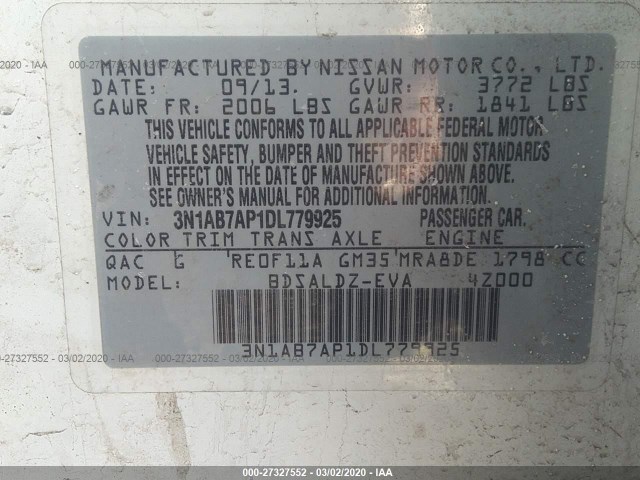 MANUFACTURED BY NISSAN MOTOR CO., LTD.
DATE: 09/13. GVWR: 3772 LBS
GAWR FR: 2006 LBS GAWR RR: 1841 LBS
THIS VEHICLE CONFORMS TO ALL APPLICABLE FEDERAL MOTOR
VEHICLE SAFETY, BUMPER AND THEFT PREVENTION STANDARDS
IN EFFECT ON THE DATE OF MANUFACTURE SHOWN ABOVE.
SEE OWNER'S MANUAL FOR ADDITIONAL INFORMATION.
VIN: 3N1AB7AP1DL779925 PASSENGER CAR.
COLOR TRIM TRANS AXLE ENGINE
QAC G RE0F11A GM35 MRA8DE 1798 CC
MODEL: BDSALDZ-EVA 4Z000
3N1AB7AP1DL779925
000-27327552 - 03/02/2020 - IAA